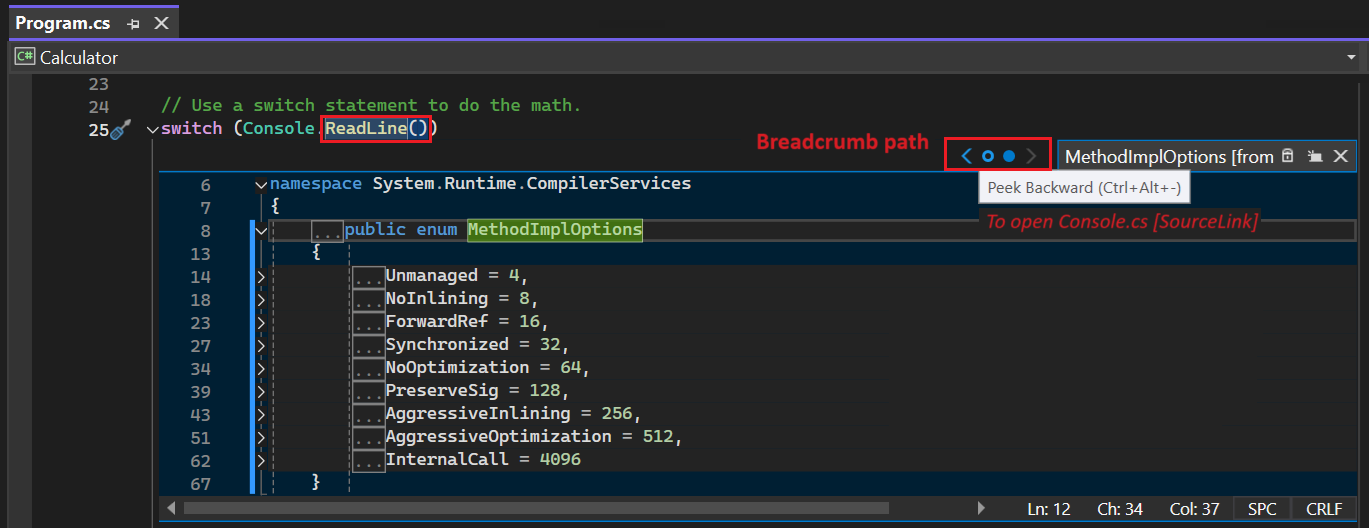 Program.cs
C# Calculator
23
24 // Use a switch statement to do the math.
25 switch (Console.ReadLine())
Breadcrumb path
MethodImplOptions [from
Peek Backward (Ctrl+Alt+-)
To open Console.cs [SourceLink]
6 namespace System.Runtime.CompilerServices
7 {
8 ...public enum MethodImplOptions
13 {
14 ...Unmanaged = 4,
18 ...NoInlining = 8,
23 ...ForwardRef = 16,
27 ...Synchronized = 32,
34 ...NoOptimization = 64,
39 ...PreserveSig = 128,
43 ...AggressiveInlining = 256,
51 ...AggressiveOptimization = 512,
62 ...InternalCall = 4096
67 }
Ln: 12 Ch: 34 Col: 37 SPC CRLF